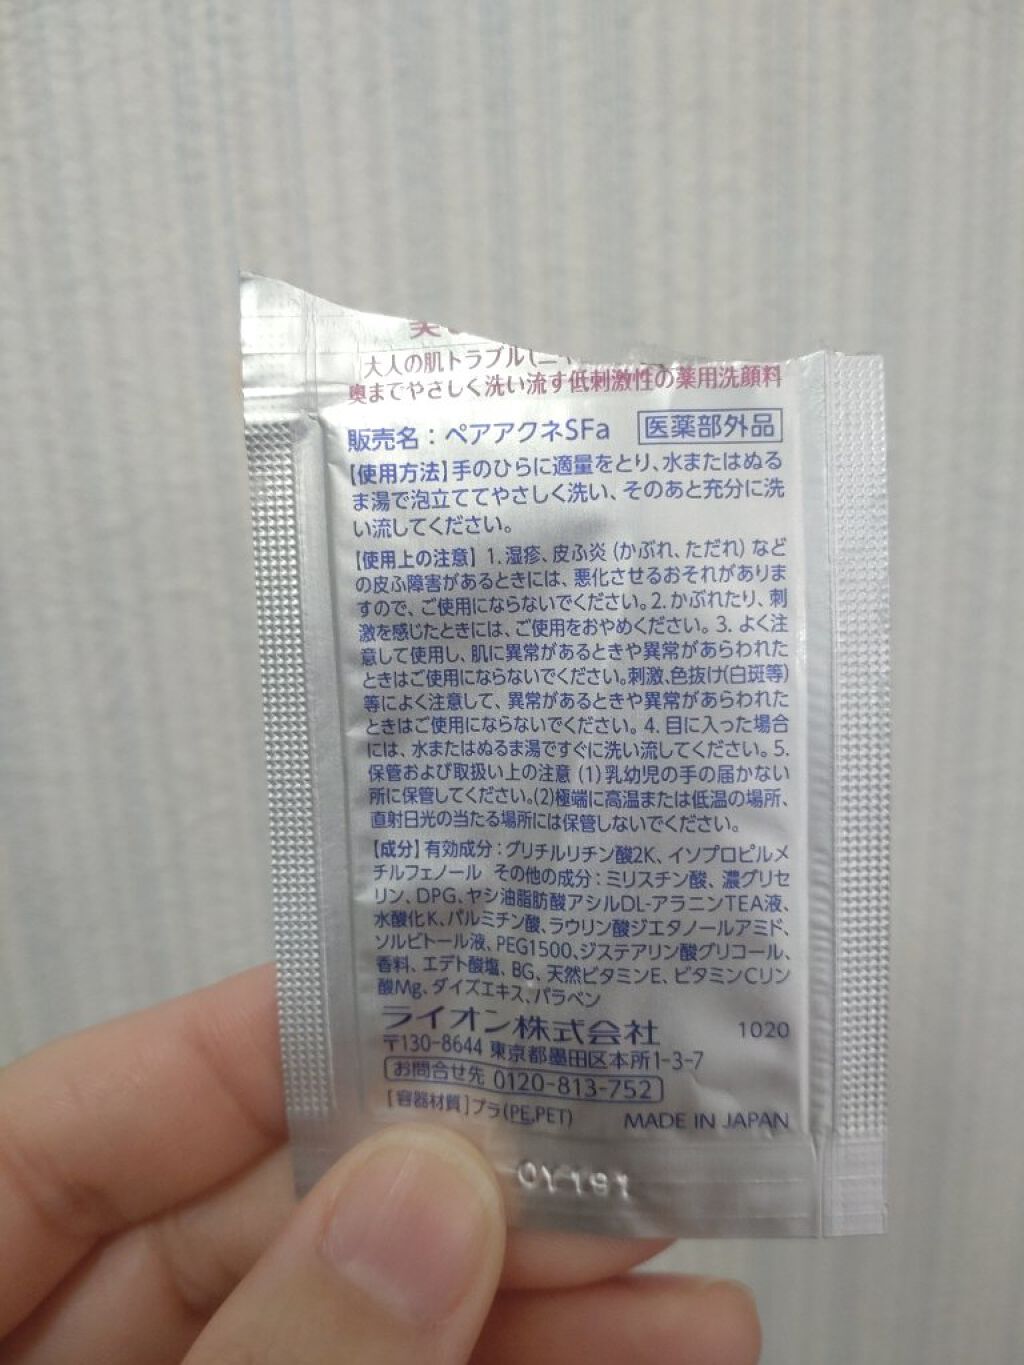 大人の肌トラブル(ニ
奥までやさしく洗い流す低刺激性の薬用洗顔料
販売名：ペアアクネSFa 医薬部外品
【使用方法】手のひらに適量をとり、水またはぬる
ま湯で泡立ててやさしく洗い、そのあと充分に洗
い流してください。
【使用上の注意】1.湿疹、皮ふ炎(かぶれ、ただれ)など
の皮ふ障害があるときには、悪化させるおそれがありま
すので、ご使用にならないでください。2.かぶれたり、刺
激を感じたときには、ご使用をおやめください。3.よく注
意して使用し、肌に異常があるときや異常があらわれた
ときはご使用にならないでください。刺激、色抜け(白斑等)
等によく注意して、異常があるときや異常があらわれた
ときはご使用にならないでください。4.目に入った場合
には、水またはぬるま湯ですぐに洗い流してください。5.
保管および取扱い上の注意(1)乳幼児の手の届かない
所に保管してください。(2)極端に高温または低温の場所、
直射日光の当たる場所には保管しないでください。
【成分】有効成分：グリチルリチン酸2K、イソプロピルメ
チルフェノール その他の成分：ミリスチン酸、濃グリセ
リン、DPG、ヤシ油脂肪酸アシルDL-アラニンTEA液、
水酸化K、パルミチン酸、ラウリン酸ジエタノールアミド、
ソルビトール液、PEG1500、ジステアリン酸グリコール、
香料、エデト酸塩、BG、天然ビタミンE、ビタミンCリン
酸Mg、ダイズエキス、パラベン
ライオン株式会社 1020
〒130-8644 東京都墨田区本所1-3-7
お問合せ先 0120-813-752
[容器材質]プラ(PE,PET) MADE IN JAPAN